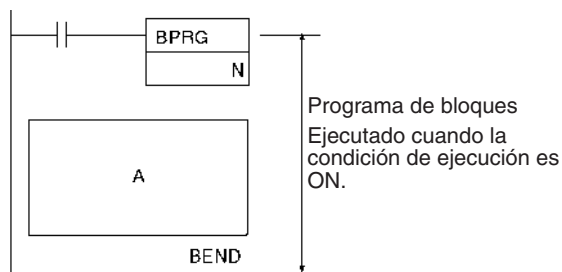 BPRG
N
Programa de bloques
Ejecutado cuando la
condición de ejecución es
ON.
A
BEND